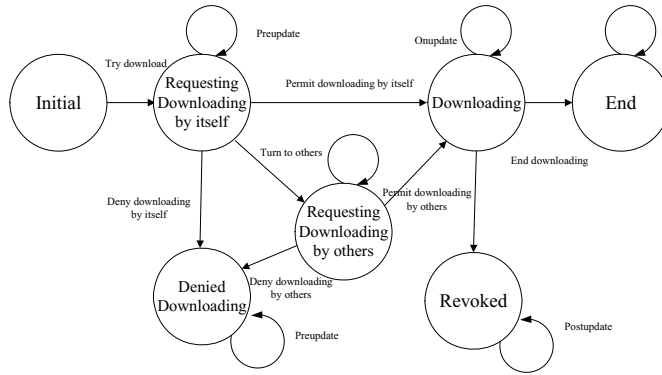 Preupdate
Onupdate
Try download
Initial
Requesting
Downloading
by itself
Permit downloading by itself
Downloading
End
Turn to others
End downloading
Deny downloading
by itself
Permit downloading
by others
Requesting
Downloading
by others
Denied
Downloading
Deny downloading
by others
Revoked
Preupdate
Postupdate